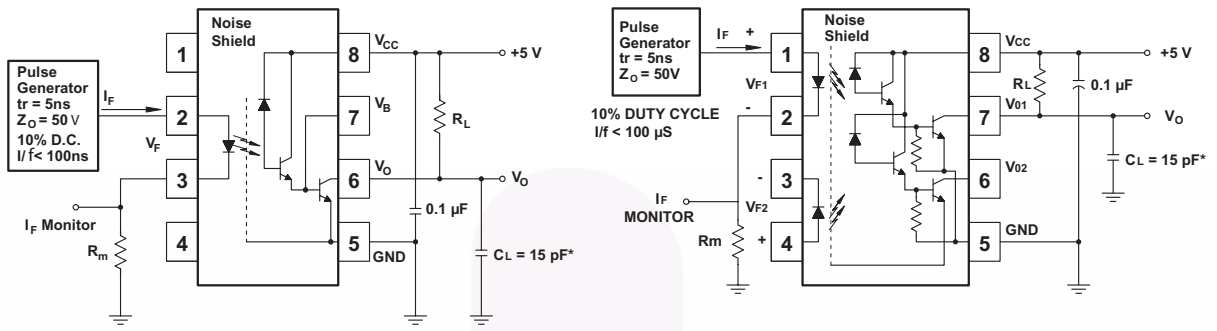 Noise
Shield
Pulse
Generator
tr = 5ns
ZO = 50 V
10% D.C.
I/ f< 100ns
IF
VF
1
2
3
4
8
7
6
5
VCC
VB
VO
GND
+5 V
RL
VO
0.1 µF
CL = 15 pF*
IF Monitor
Rm
Noise
Shield
Pulse
Generator
tr = 5ns
ZO = 50V
IF +
10% DUTY CYCLE
I/f < 100 µS
VF1
-
-
VF2
+
1
2
3
4
8
7
6
5
VCC
V01
V02
GND
+5 V
RL
0.1 µF
VO
CL = 15 pF*
IF
MONITOR
Rm